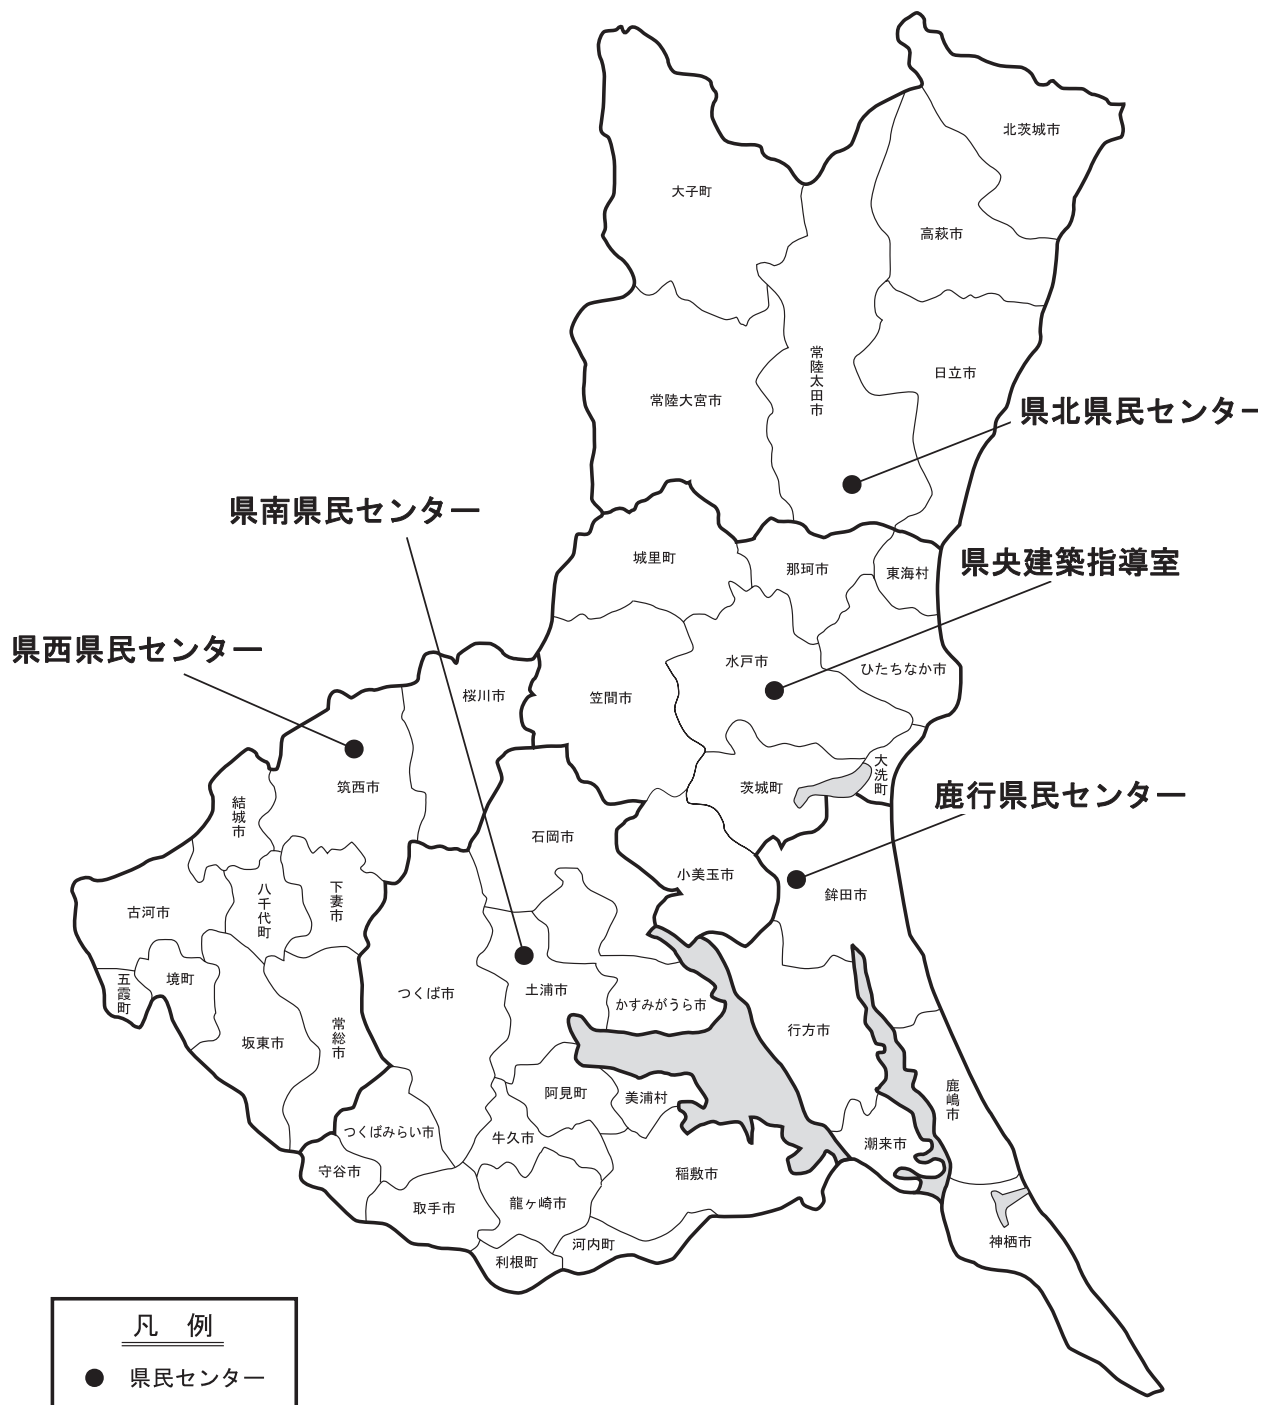 北茨城市
大子町
高萩市
常陸太田市
日立市
常陸大宮市
県北県民センター
県南県民センター
城里町
那珂市
東海村
県央建築指導室
県西県民センター
水戸市
ひたちなか市
桜川市
笠間市
筑西市
茨城町
大洗町
鹿行県民センター
結城市
石岡市
小美玉市
鉾田市
古河市
八千代町
下妻市
五霞町
境町
つくば市
土浦市
かすみがうら市
行方市
坂東市
常総市
阿見町
美浦村
鹿嶋市
つくばみらい市
牛久市
潮来市
守谷市
稲敷市
取手市
龍ヶ崎市
利根町
河内町
神栖市
凡 例
● 県民センター